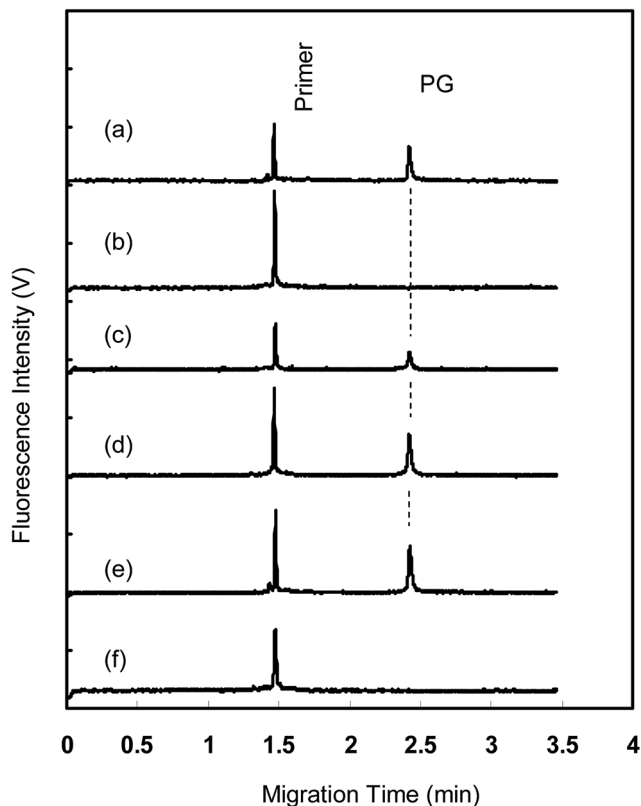 Primer
PG
(a)
(b)
(c)
(d)
(e)
(f)
Fluorescence Intensity (V)
0 0.5 1 1.5 2 2.5 3 3.5 4
Migration Time (min)